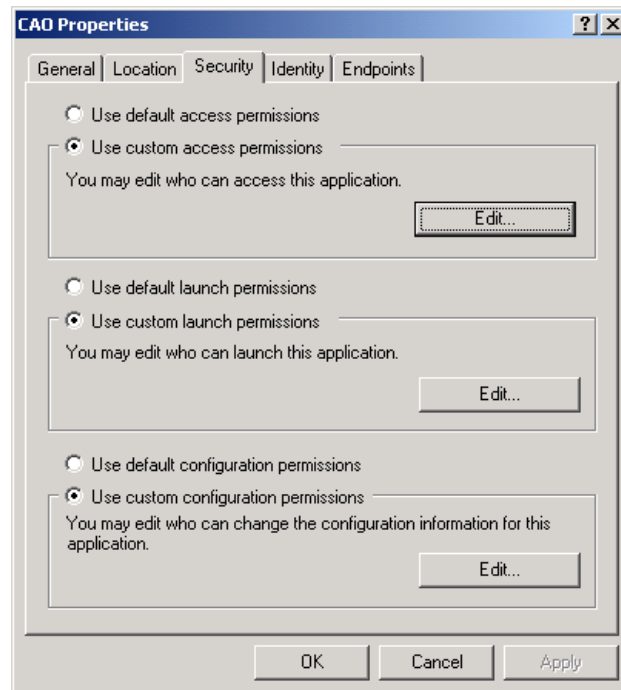 CAO Properties
General Location Security Identity Endpoints
Use default access permissions
Use custom access permissions
You may edit who can access this application.
Edit...
Use default launch permissions
Use custom launch permissions
You may edit who can launch this application.
Edit...
Use default configuration permissions
Use custom configuration permissions
You may edit who can change the configuration information for this
application.
Edit...
OK Cancel Apply